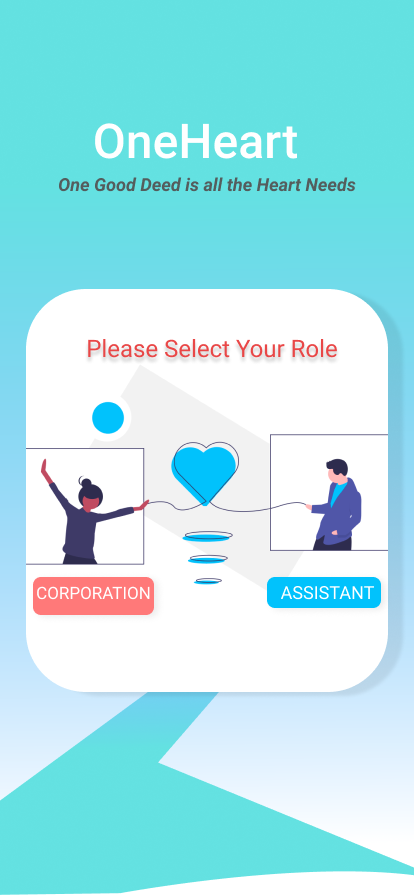 OneHeart
One Good Deed is all the Heart Needs
Please Select Your Role
CORPORATION
ASSISTANT